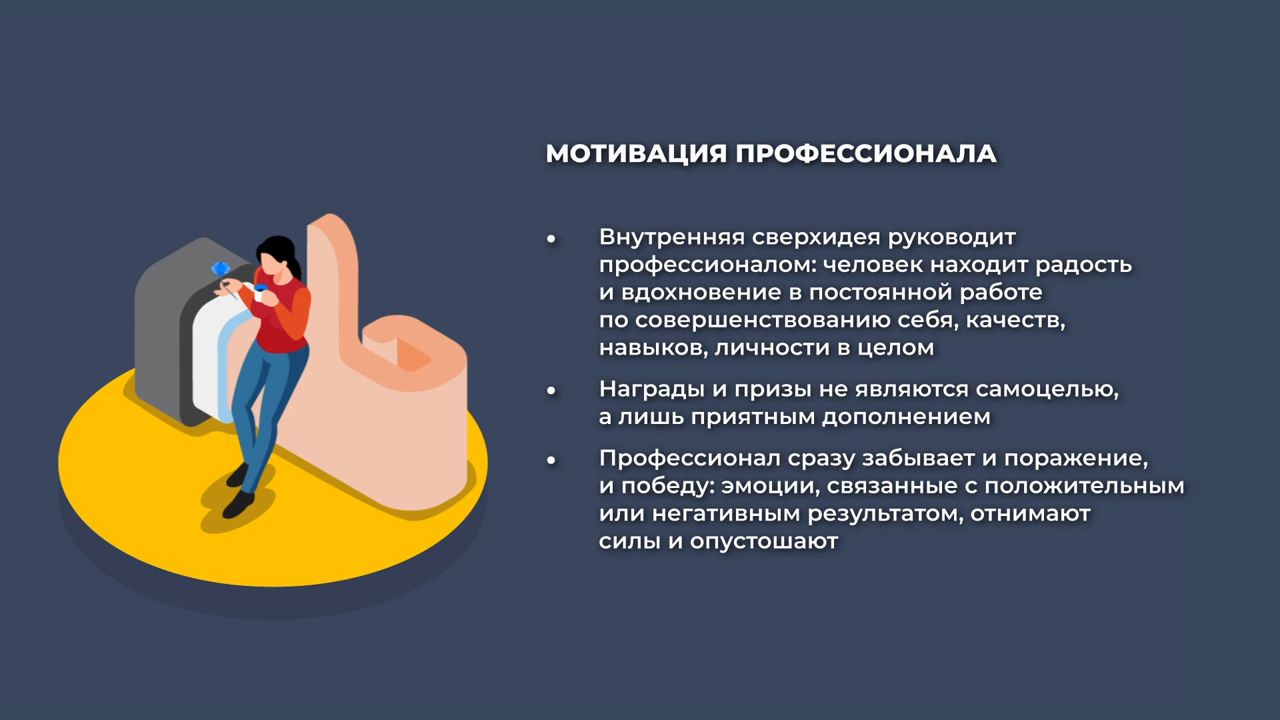 МОТИВАЦИЯ ПРОФЕССИОНАЛА
• Внутренняя сверхидея руководит
профессионалом: человек находит радость
и вдохновение в постоянной работе
по совершенствованию себя, качеств,
навыков, личности в целом
• Награды и призы не являются самоцелью,
а лишь приятным дополнением
• Профессионал сразу забывает и поражение,
и победу: эмоции, связанные с положительным
или негативным результатом, отнимают
силы и опустошают